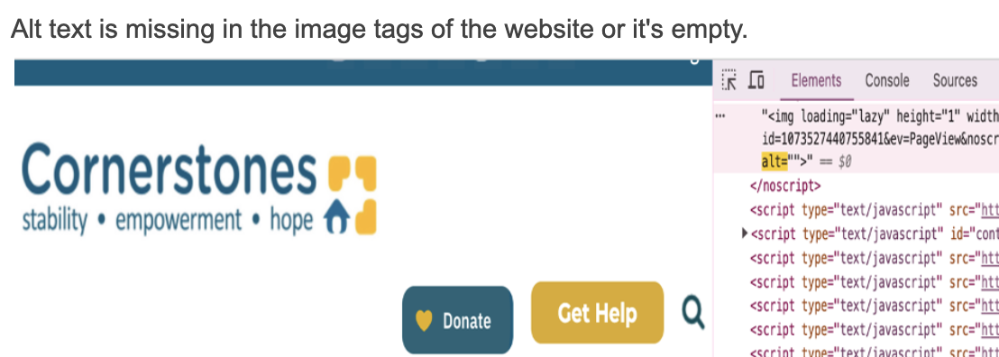 Alt text is missing in the image tags of the website or it's empty.
Elements Console Sources
"<img loading="lazy" height="1" width
id=1073527440755841&ev=PageView&noscr
alt="">" == $0
</noscript>
<script type="text/javascript" src="htt
<script type="text/javascript" id="cont
<script type="text/javascript" src="htt
<script type="text/javascript" src="htt
<script type="text/javascript" src="htt
<script type="text/javascript" src="htt
<script type="text/javascript" src="htt
Cornerstones
stability • empowerment • hope
Donate
Get Help